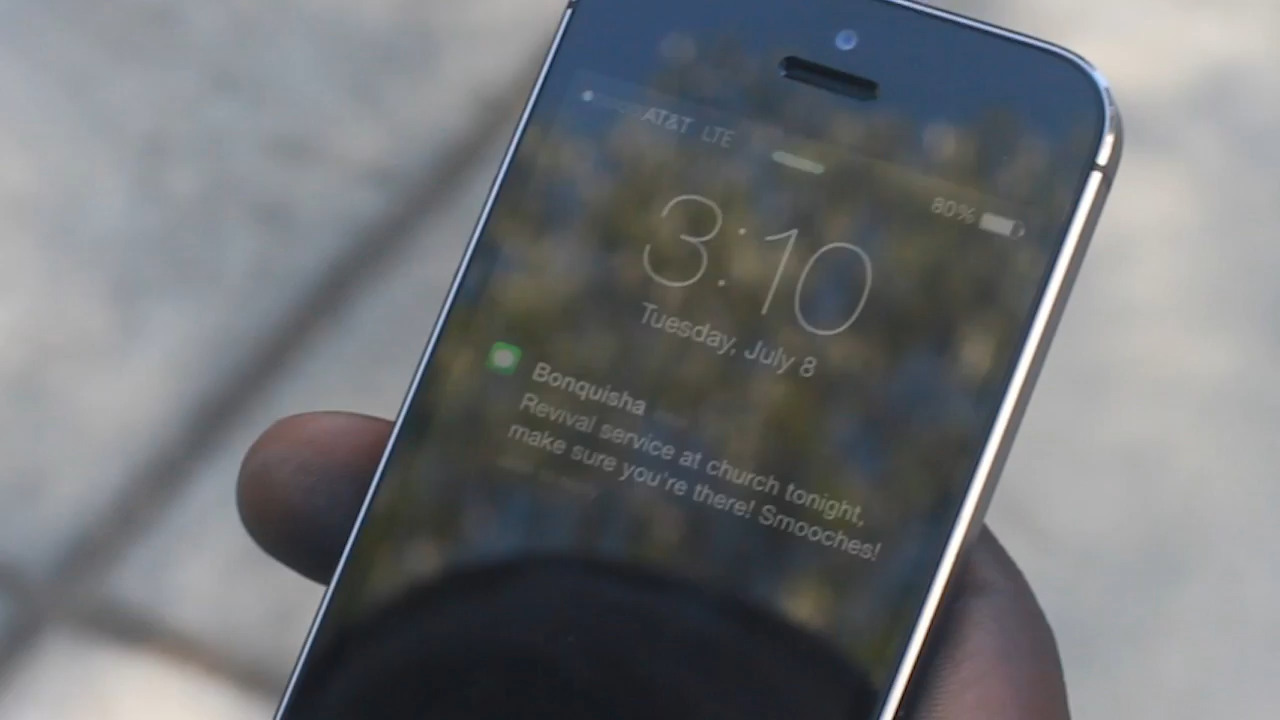 AT&T LTE
80%
3:10
Tuesday, July 8
Bonquisha
Revival service at church tonight,
make sure you're there! Smooches!